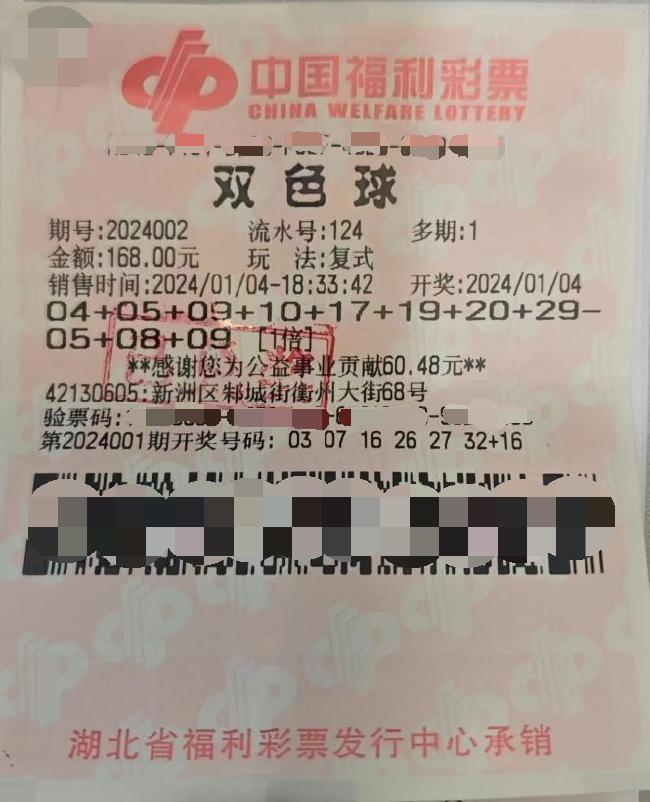 中国福利彩票
CHINA WELFARE LOTTERY
双色球
期号:2024002 流水号:124 多期:1
金额:168.00元 玩 法:复式
销售时间:2024/01/04-18:33:42 开奖:2024/01/04
04+05+09+10+17+19+20+29-
05+08+09 [1倍]
**感谢您为公益事业贡献60.48元**
42130605:新洲区邾城街衡州大街68号
验票码:
第2024001期开奖号码: 03 07 16 26 27 32+16
湖北省福利彩票发行中心承销